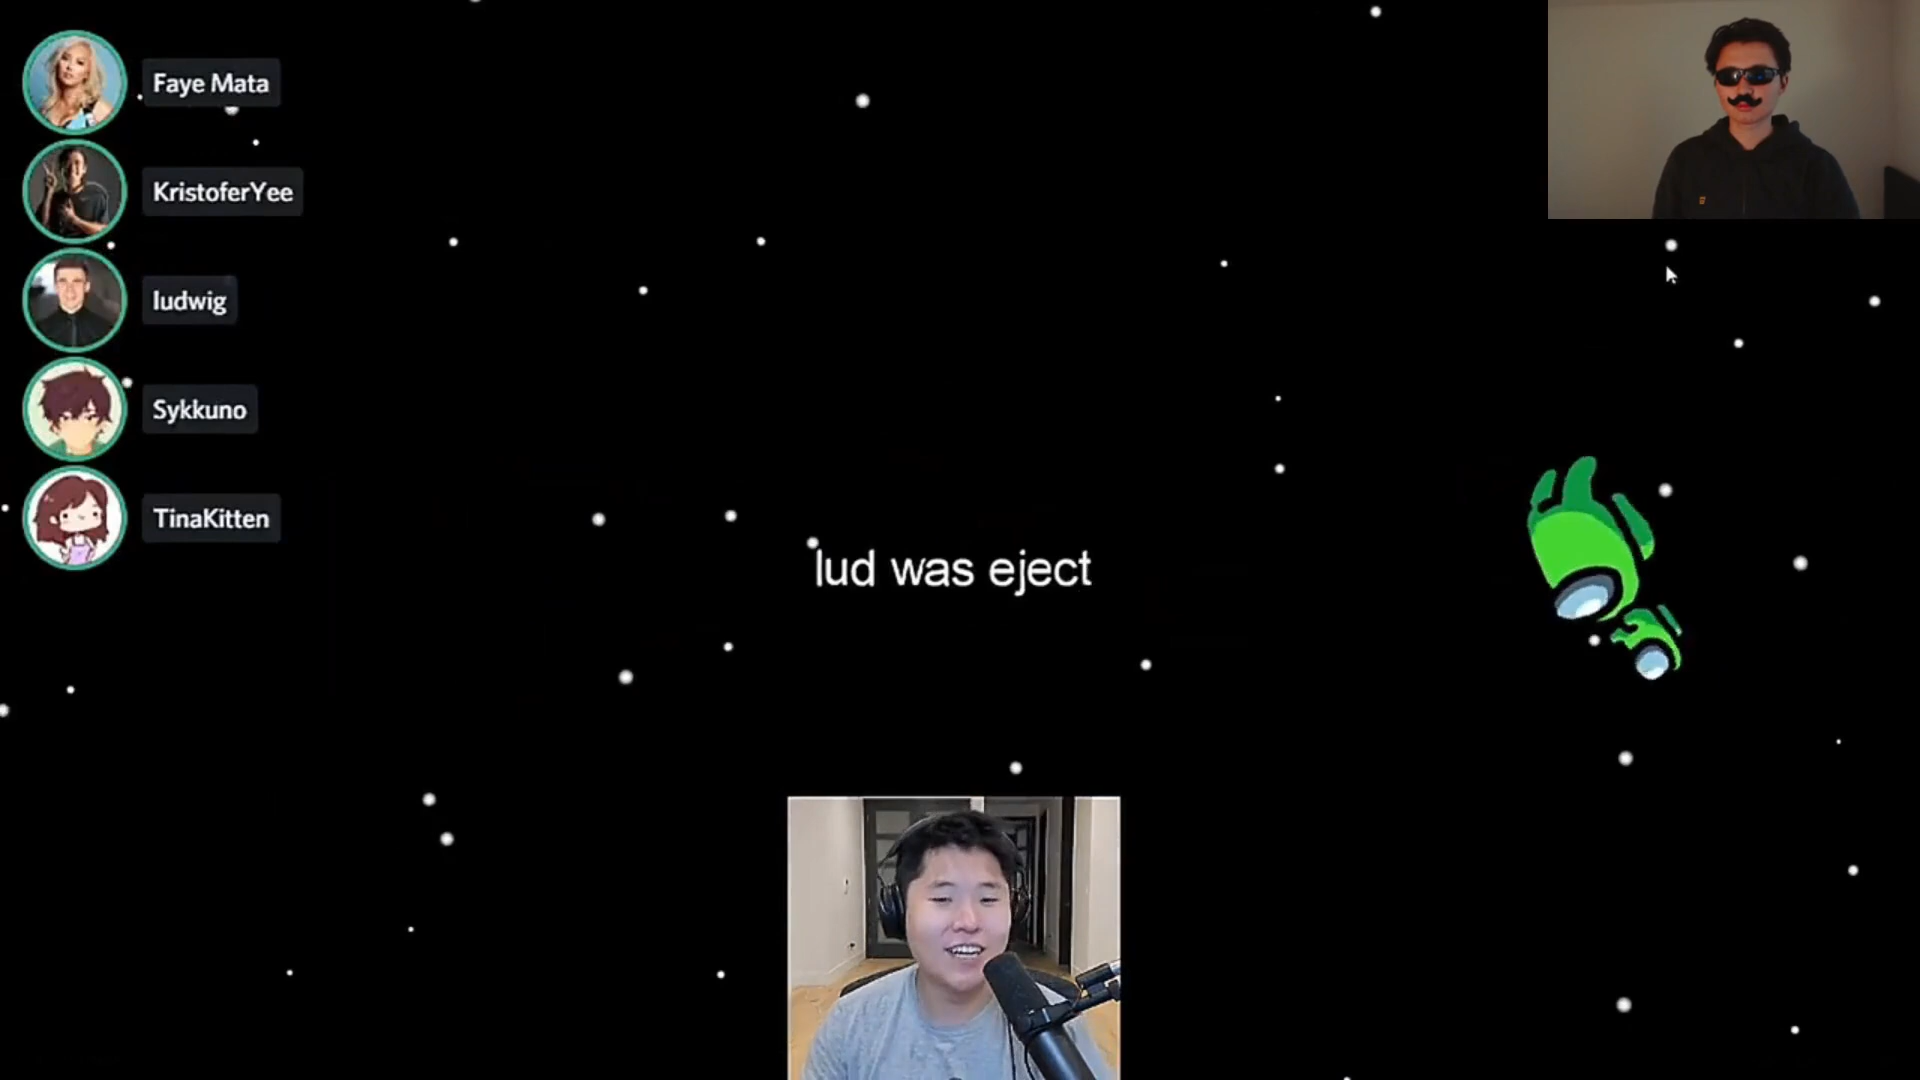 Faye Mata
KristoferYee
ludwig
Sykkuno
TinaKitten
lud was eject